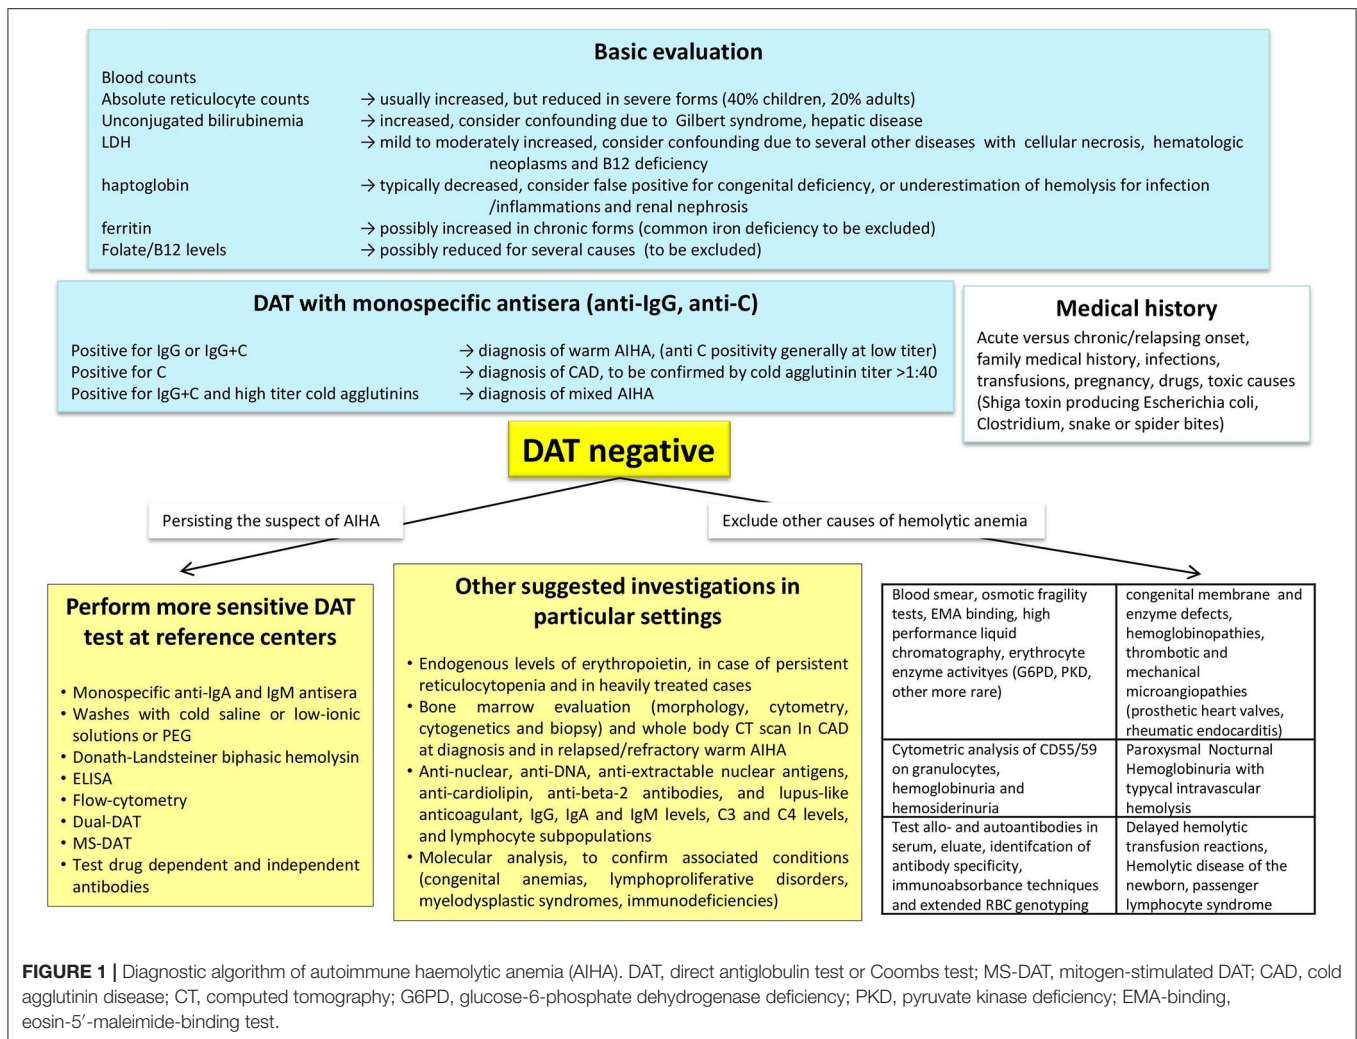 Basic evaluation
Blood counts
Absolute reticulocyte counts → usually increased, but reduced in severe forms (40% children, 20% adults)
Unconjugated bilirubinemia → increased, consider confounding due to Gilbert syndrome, hepatic disease
LDH → mild to moderately increased, consider confounding due to several other diseases with cellular necrosis, hematologic
neoplasms and B12 deficiency
haptoglobin → typically decreased, consider false positive for congenital deficiency, or underestimation of hemolysis for infection
/inflammations and renal nephrosis
ferritin → possibly increased in chronic forms (common iron deficiency to be excluded)
Folate/B12 levels → possibly reduced for several causes (to be excluded)
DAT with monospecific antisera (anti-IgG, anti-C)
Positive for IgG or IgG+C → diagnosis of warm AIHA, (anti C positivity generally at low titer)
Positive for C → diagnosis of CAD, to be confirmed by cold agglutinin titer >1:40
Positive for IgG+C and high titer cold agglutinins → diagnosis of mixed AIHA
Medical history
Acute versus chronic/relapsing onset,
family medical history, infections,
transfusions, pregnancy, drugs, toxic causes
(Shiga toxin producing Escherichia coli,
Clostridium, snake or spider bites)
DAT negative
Persisting the suspect of AIHA
Exclude other causes of hemolytic anemia
Perform more sensitive DAT
test at reference centers
• Monospecific anti-IgA and IgM antisera
• Washes with cold saline or low-ionic
solutions or PEG
• Donath-Landsteiner biphasic hemolysin
• ELISA
• Flow-cytometry
• Dual-DAT
• MS-DAT
• Test drug dependent and independent
antibodies
Other suggested investigations in
particular settings
• Endogenous levels of erythropoietin, in case of persistent
reticulocytopenia and in heavily treated cases
• Bone marrow evaluation (morphology, cytometry,
cytogenetics and biopsy) and whole body CT scan In CAD
at diagnosis and in relapsed/refractory warm AIHA
• Anti-nuclear, anti-DNA, anti-extractable nuclear antigens,
anti-cardiolipin, anti-beta-2 antibodies, and lupus-like
anticoagulant, IgG, IgA and IgM levels, C3 and C4 levels,
and lymphocyte subpopulations
• Molecular analysis, to confirm associated conditions
(congenital anemias, lymphoproliferative disorders,
myelodysplastic syndromes, immunodeficiencies)
Blood smear, osmotic fragility
tests, EMA binding, high
performance liquid
chromatography, erythrocyte
enzyme activityes (G6PD, PKD,
other more rare)
congenital membrane and
enzyme defects,
hemoglobinopathies,
thrombotic and
mechanical
microangiopathies
(prosthetic heart valves,
rheumatic endocarditis)
Cytometric analysis of CD55/59
on granulocytes,
hemoglobinuria and
hemosiderinuria
Paroxysmal Nocturnal
Hemoglobinuria with
typycal intravascular
hemolysis
Test allo- and autoantibodies in
serum, eluate, identifcation of
antibody specificity,
immunoabsorbance techniques
and extended RBC genotyping
Delayed hemolytic
transfusion reactions,
Hemolytic disease of the
newborn, passenger
lymphocyte syndrome
FIGURE 1 | Diagnostic algorithm of autoimmune haemolytic anemia (AIHA). DAT, direct antiglobulin test or Coombs test; MS-DAT, mitogen-stimulated DAT; CAD, cold
agglutinin disease; CT, computed tomography; G6PD, glucose-6-phosphate dehydrogenase deficiency; PKD, pyruvate kinase deficiency; EMA-binding,
eosin-5′-maleimide-binding test.